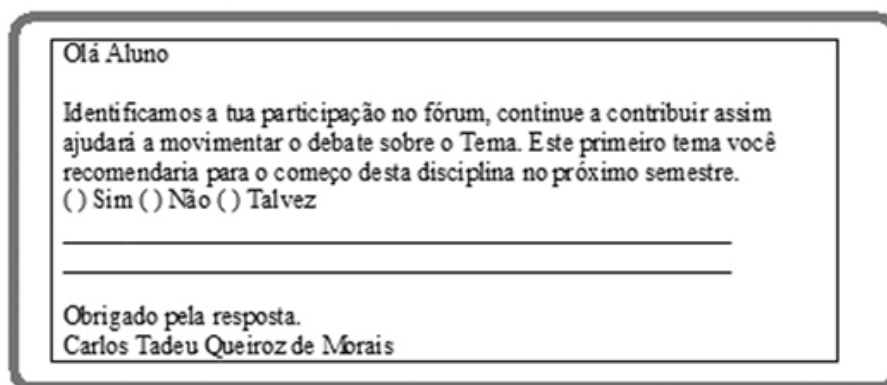 Olá Aluno
Identificamos a tua participação no fórum, continue a contribuir assim
ajudará a movimentar o debate sobre o Tema. Este primeiro tema você
recomendaria para o começo desta disciplina no próximo semestre.
( ) Sim ( ) Não ( ) Talvez
Obrigado pela resposta.
Carlos Tadeu Queiroz de Morais